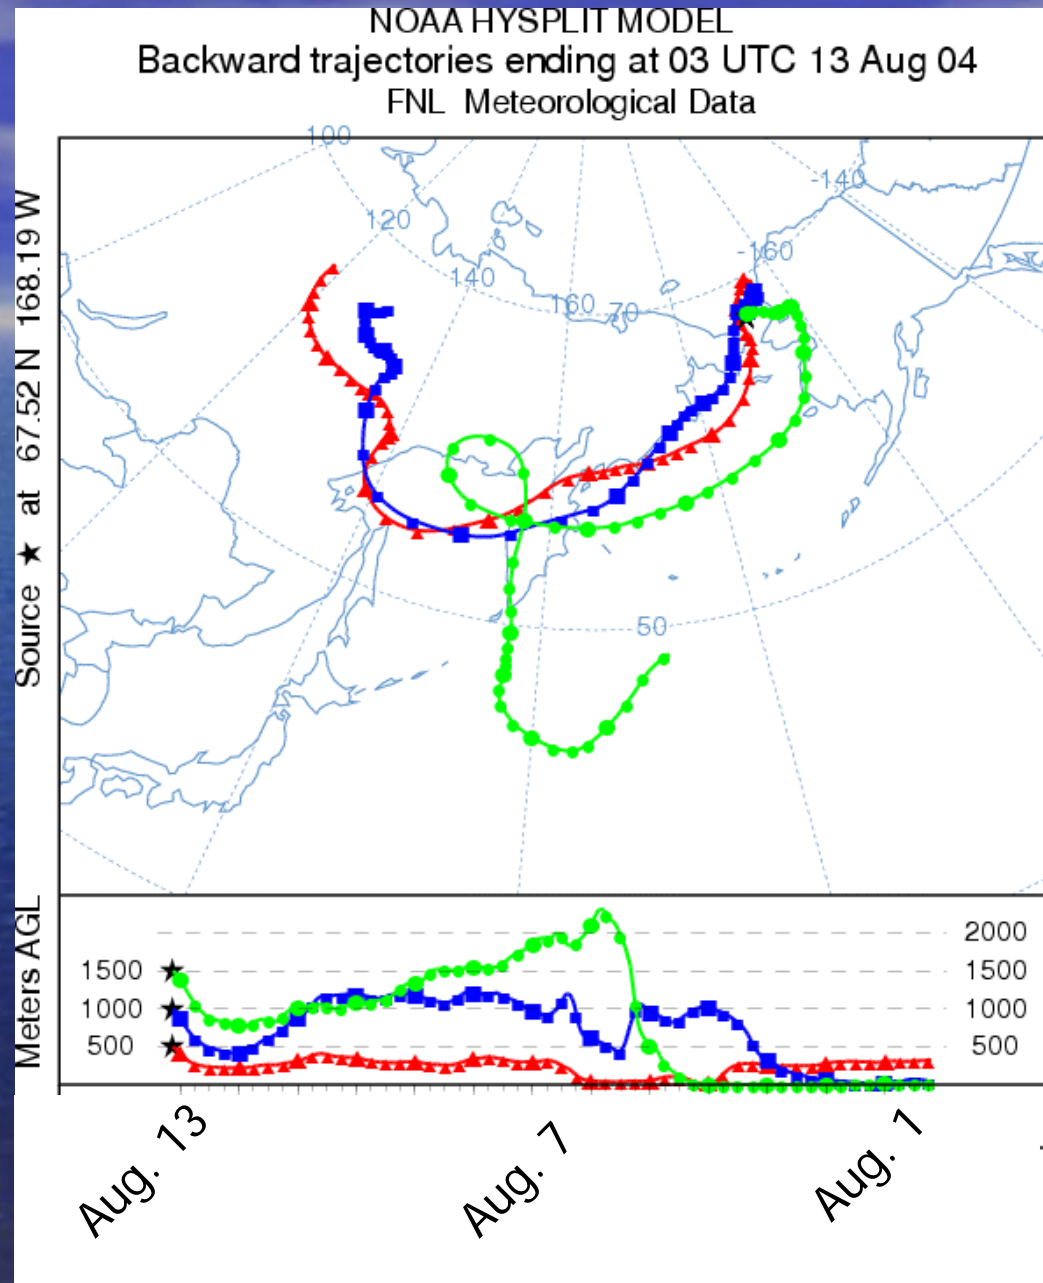 NOAA HYSPLIT MODEL
Backward trajectories ending at 03 UTC 13 Aug 04
FNL Meteorological Data
Source ★ at 67.52 N 168.19 W
100
120
140
160
70
-160
-140
50
Meters AGL
1500
1000
500
2000
1500
1000
500
Aug. 13
Aug. 7
Aug. 1